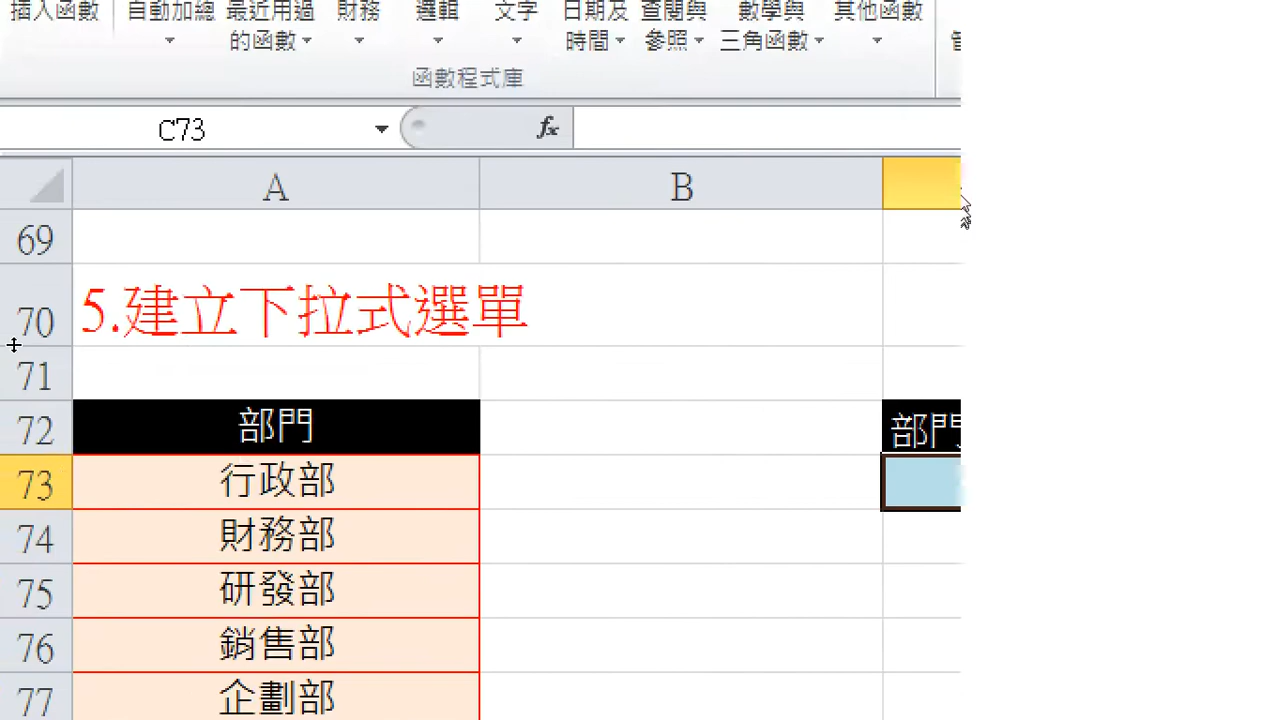 插入函數 自動加總 最近用過 財務 邏輯 文字 日期及 查閱與 數學與 其他函數
的函數 時間 參照 三角函數
函數程式庫
C73 fx
A B
69
70 5.建立下拉式選單
71
72 部門 部門
73 行政部
74 財務部
75 研發部
76 銷售部
77 企劃部